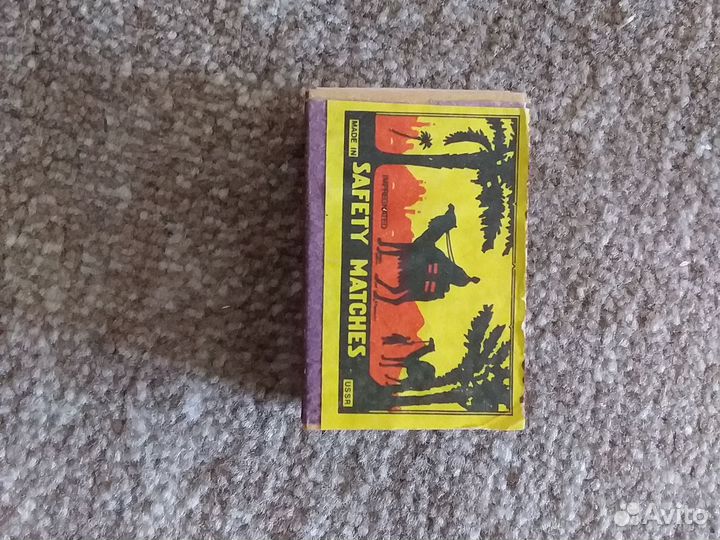 IMPREGNATED
MADE IN
SAFETY MATCHES
USSR
Avito